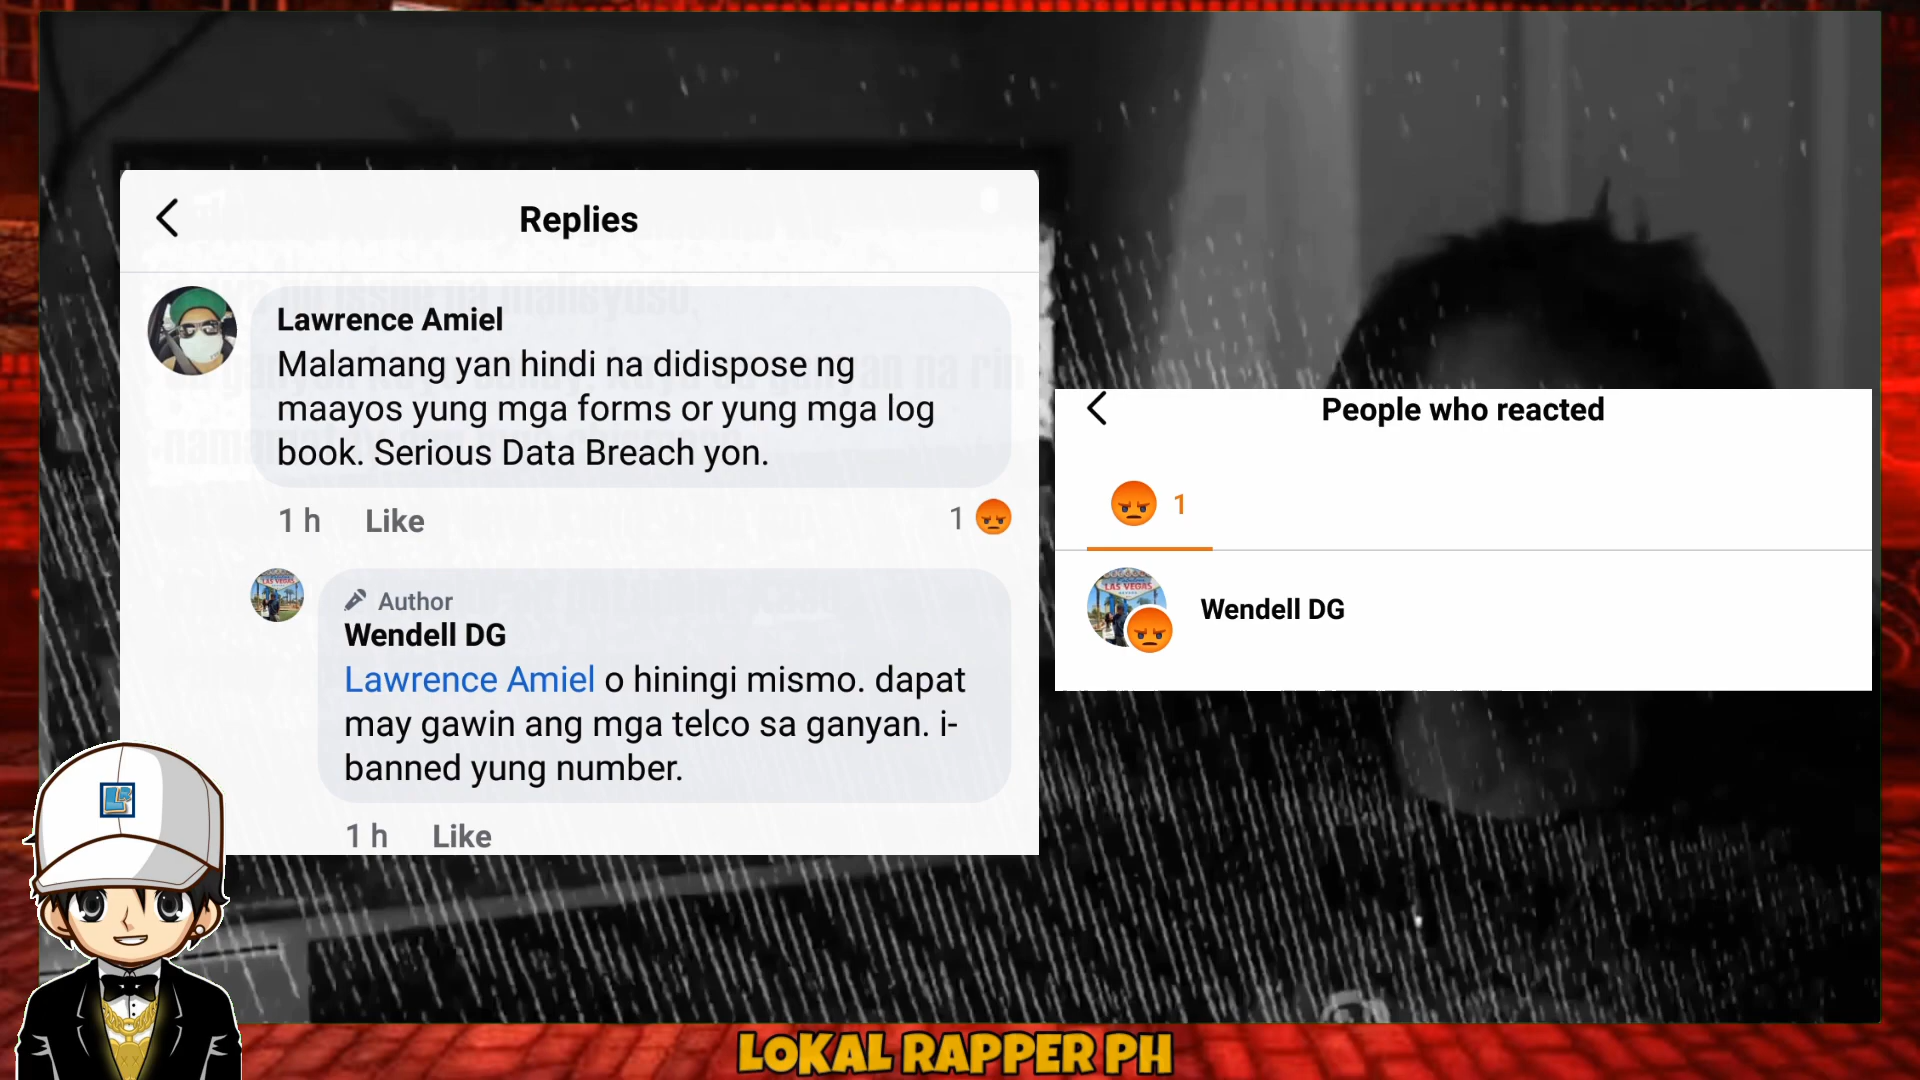 Replies
Lawrence Amiel
Malamang yan hindi na didispose ng
maayos yung mga forms or yung mga log
book. Serious Data Breach yon.
1 h Like 1
Author
Wendell DG
Lawrence Amiel o hiningi mismo. dapat
may gawin ang mga telco sa ganyan. i-
banned yung number.
1 h Like
People who reacted
1
Wendell DG
LAS VEGAS
LOKAL RAPPER PH